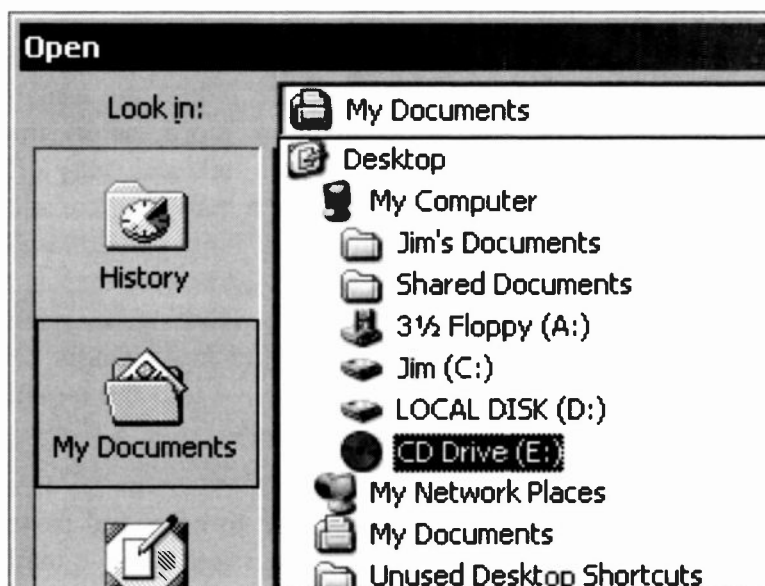 Open
Look in:
My Documents
Desktop
My Computer
Jim's Documents
Shared Documents
3½ Floppy (A:)
Jim (C:)
LOCAL DISK (D:)
CD Drive (E:)
My Network Places
My Documents
Unused Desktop Shortcuts
History
My Documents